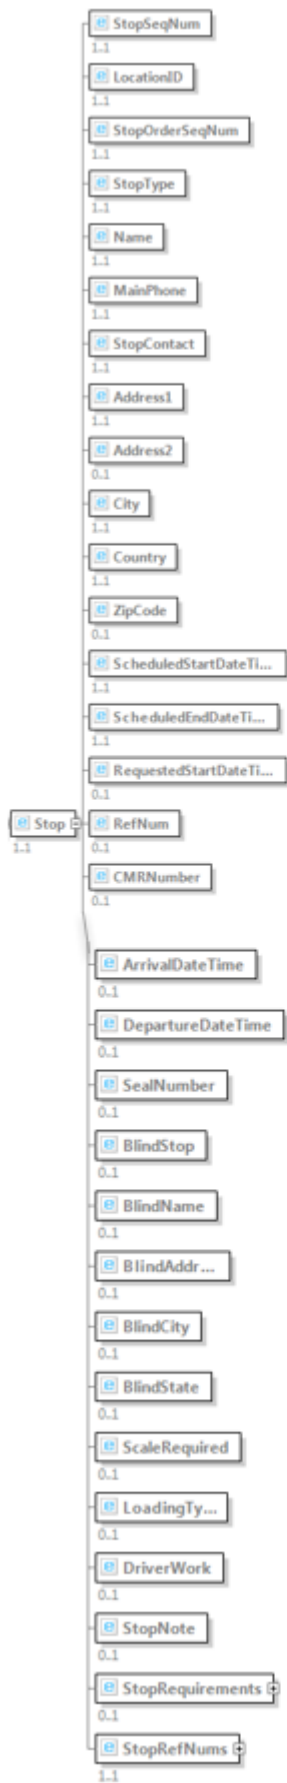 StopSeqNum
1..1
LocationID
1..1
StopOrderSeqNum
1..1
StopType
1..1
Name
1..1
MainPhone
1..1
StopContact
1..1
Address1
1..1
Address2
0..1
City
1..1
Country
1..1
ZipCode
0..1
ScheduledStartDateTi...
1..1
ScheduledEndDateTi...
1..1
RequestedStartDateTi...
0..1
Stop
1..1
RefNum
0..1
CMRNumber
0..1
ArrivalDateTime
0..1
DepartureDateTime
0..1
SealNumber
0..1
BlindStop
0..1
BlindName
0..1
BlindAddr...
0..1
BlindCity
0..1
BlindState
0..1
ScaleRequired
0..1
LoadingTy...
0..1
DriverWork
0..1
StopNote
0..1
StopRequirements
0..1
StopRefNums
1..1